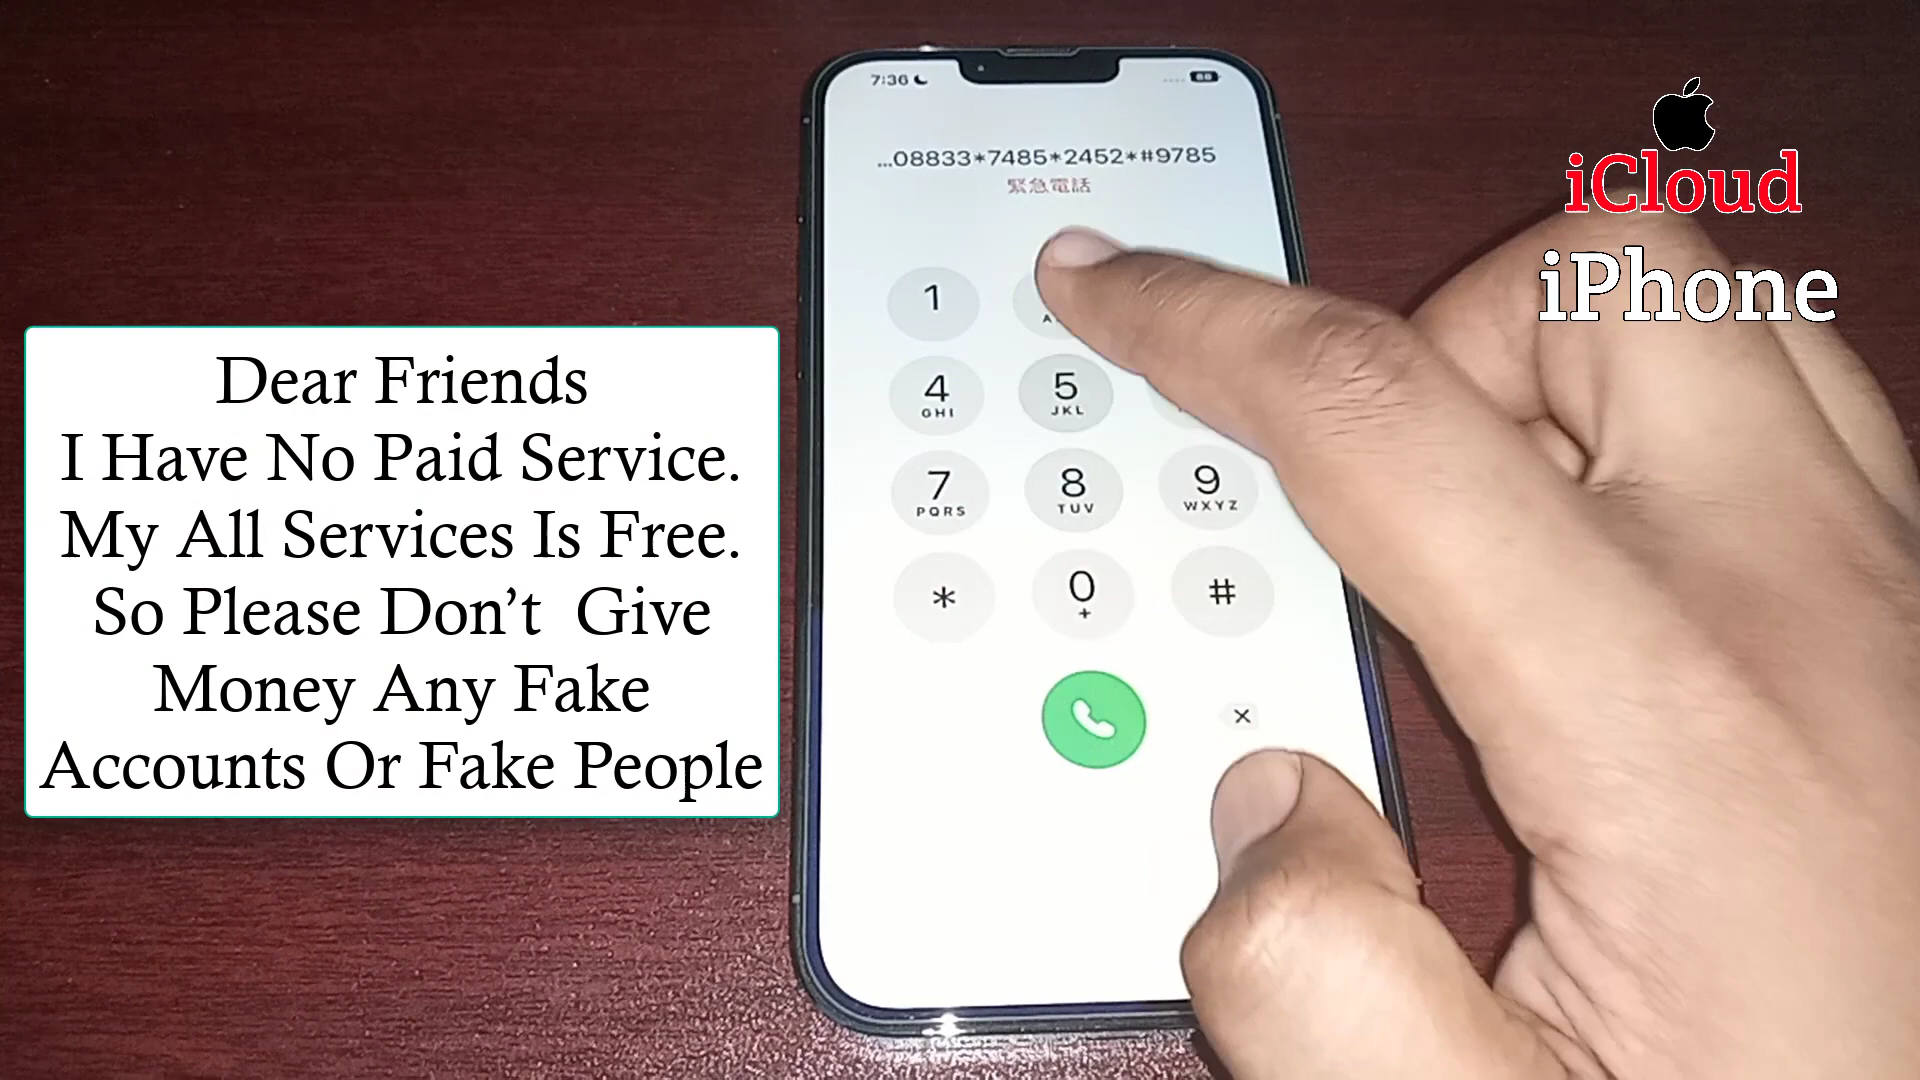 7:36
88
...08833*7485*2452*#9785
緊急電話
1
4
GHI
5
JKL
7
PQRS
8
TUV
9
WXYZ
*
0
+
#
iCloud
iPhone
Dear Friends
I Have No Paid Service.
My All Services Is Free.
So Please Don’t Give
Money Any Fake
Accounts Or Fake People